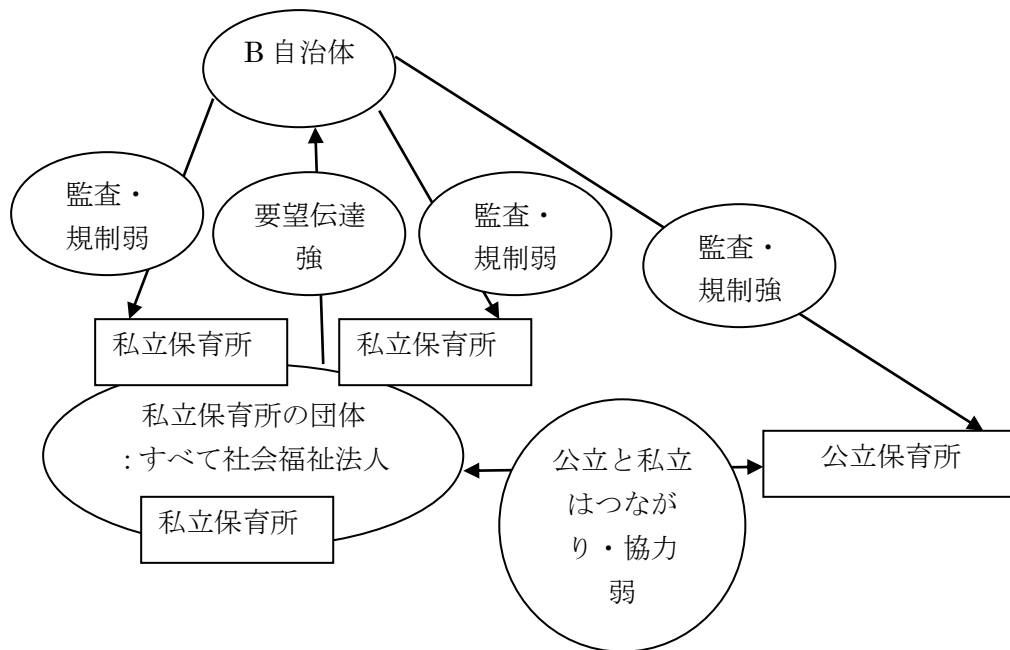 B 自治体
監査・
規制弱
要望伝達
強
監査・
規制弱
監査・
規制強
私立保育所
私立保育所
私立保育所の団体
：すべて社会福祉法人
私立保育所
公立と私立
はつなが
り・協力
弱
公立保育所